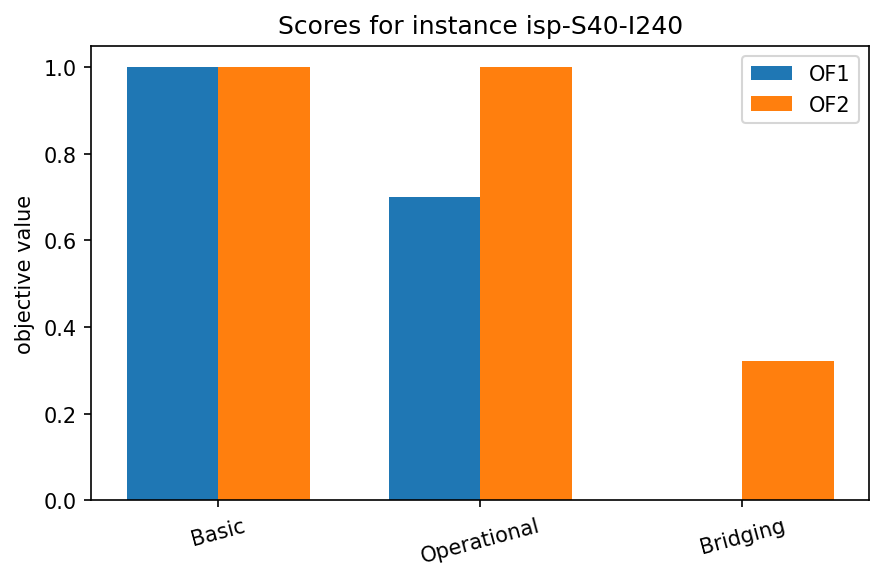 Scores for instance isp-S40-I240
OF1
OF2
objective value
1.0
0.8
0.6
0.4
0.2
0.0
Basic
Operational
Bridging